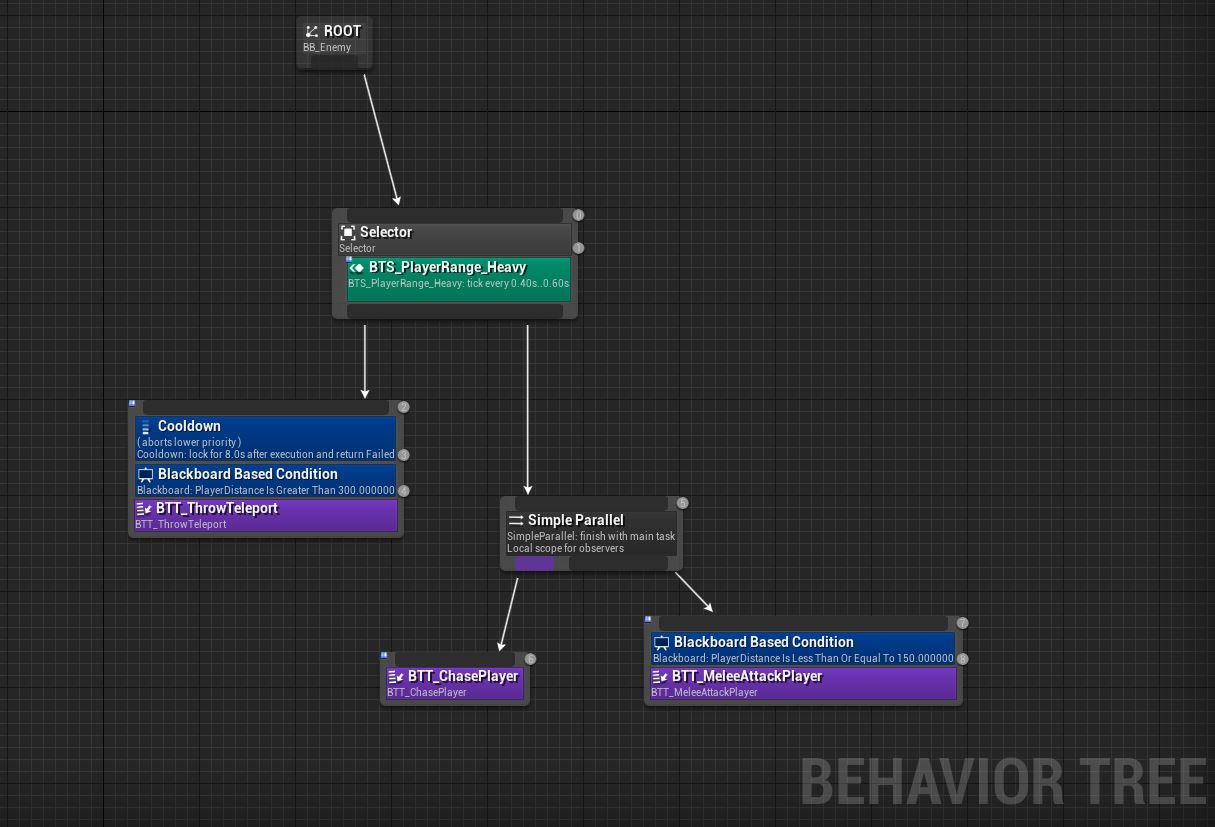 ROOT
BB_Enemy
0
Selector
Selector
1
BTS_PlayerRange_Heavy
BTS_PlayerRange_Heavy: tick every 0.40s..0.60s
2
Cooldown
( aborts lower priority )
Cooldown: lock for 8.0s after execution and return Failed
3
Blackboard Based Condition
Blackboard: PlayerDistance Is Greater Than 300.000000
4
BTT_ThrowTeleport
BTT_ThrowTeleport
5
Simple Parallel
SimpleParallel: finish with main task
Local scope for observers
6
BTT_ChasePlayer
BTT_ChasePlayer
7
Blackboard Based Condition
Blackboard: PlayerDistance Is Less Than Or Equal To 150.000000
8
BTT_MeleeAttackPlayer
BTT_MeleeAttackPlayer
BEHAVIOR TREE